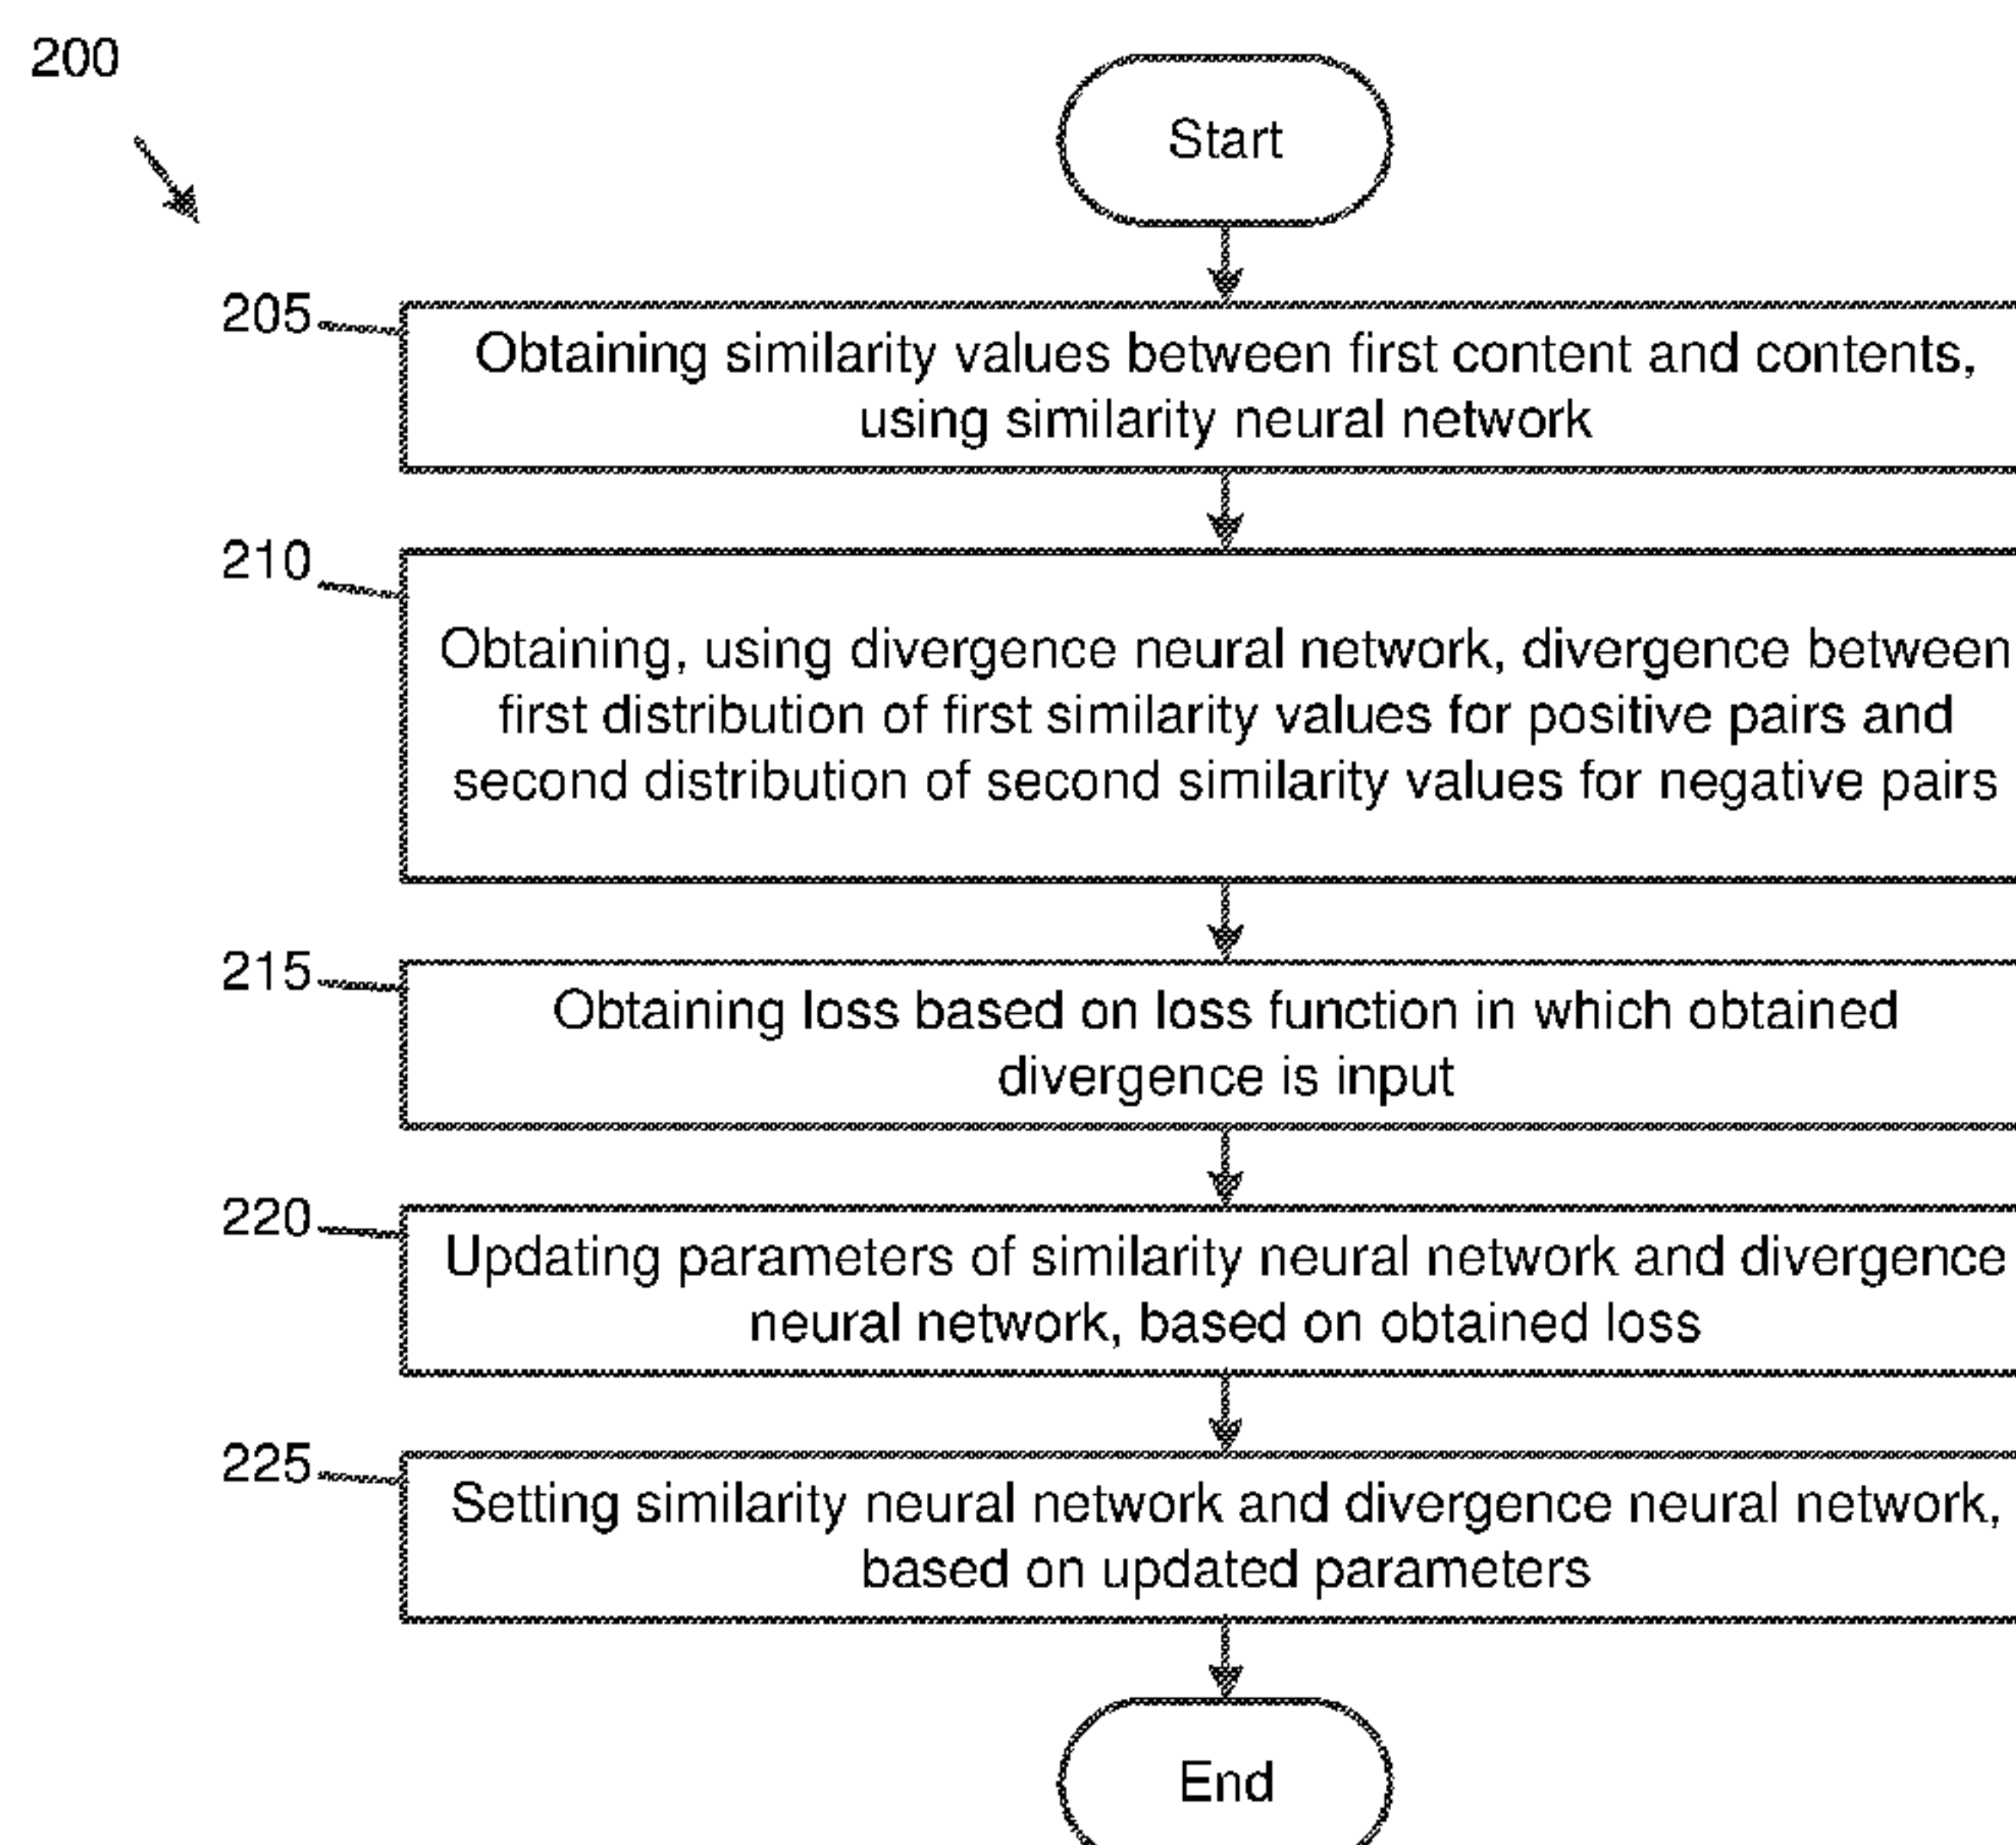 200
Start
205
Obtaining similarity values between first content and contents,
using similarity neural network
210
Obtaining, using divergence neural network, divergence between
first distribution of first similarity values for positive pairs and
second distribution of second similarity values for negative pairs
215
Obtaining loss based on loss function in which obtained
divergence is input
220
Updating parameters of similarity neural network and divergence
neural network, based on obtained loss
225
Setting similarity neural network and divergence neural network,
based on updated parameters
End